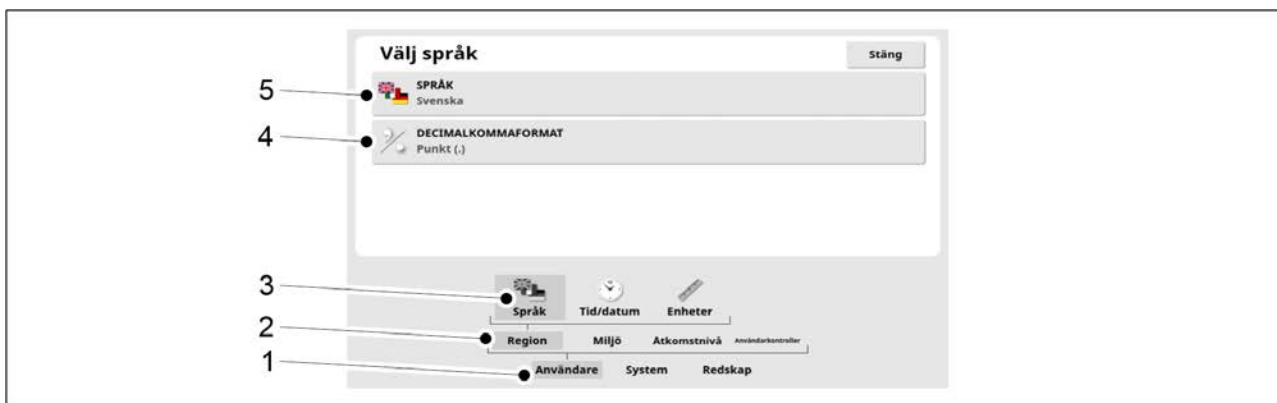 Välj språk Stäng
5 SPRÅK
Svenska
4 DECIMALKOMMAFORMAT
Punkt (.)
3 Språk Tid/datum Enheter
2 Region Miljö Åtkomstnivå Användarkontroller
1 Användare System Redskap